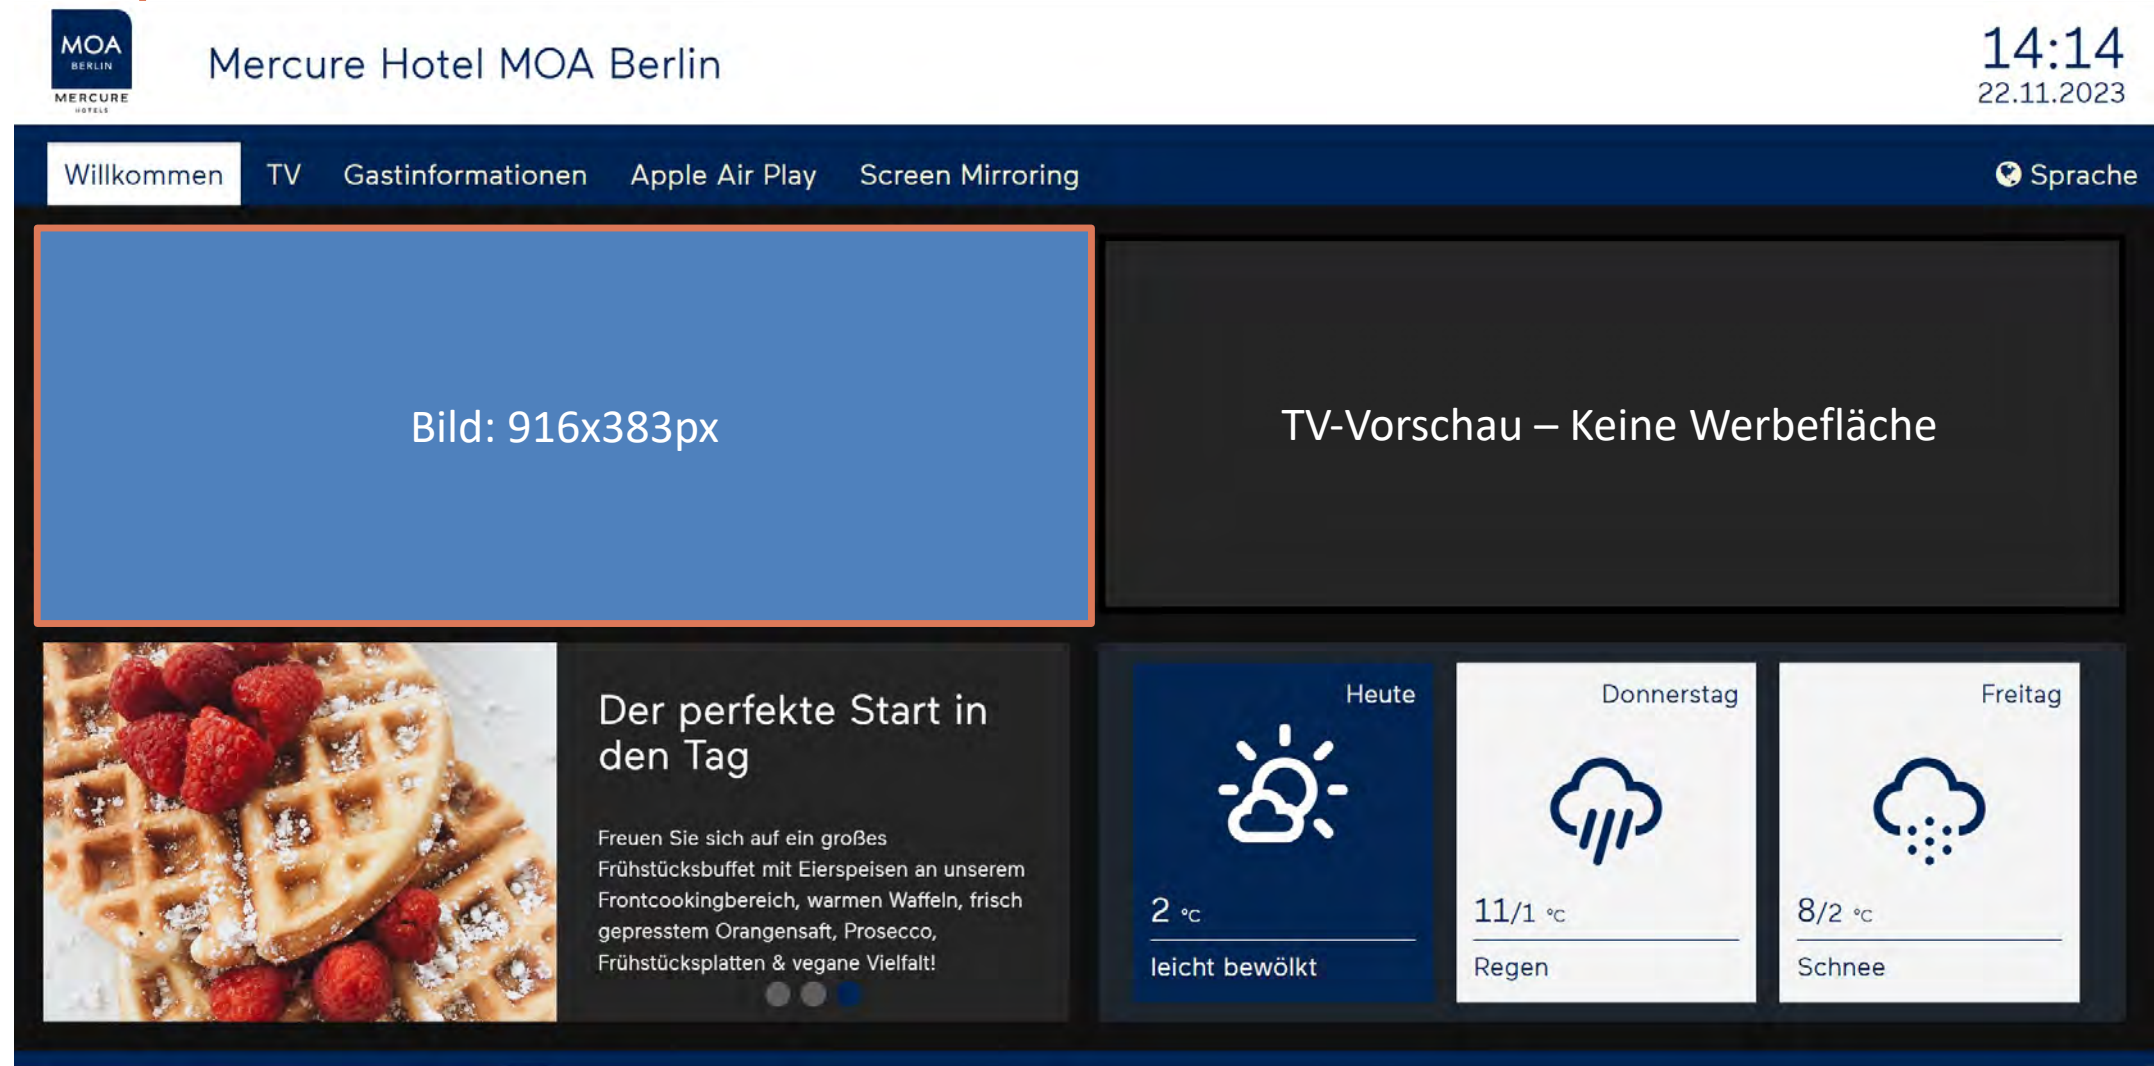 MOA
BERLIN
MERCURE
HOTELS
Mercure Hotel MOA Berlin
14:14
22.11.2023
Willkommen
TV
Gastinformationen
Apple Air Play
Screen Mirroring
Sprache
Bild: 916x383px
TV-Vorschau – Keine Werbefläche
Der perfekte Start in
den Tag
Freuen Sie sich auf ein großes
Frühstücksbuffet mit Eierspeisen an unserem
Frontcookingbereich, warmen Waffeln, frisch
gepresstem Orangensaft, Prosecco,
Frühstücksplatten & vegane Vielfalt!
Heute
2 °C
leicht bewölkt
Donnerstag
11/1 °C
Regen
Freitag
8/2 °C
Schnee